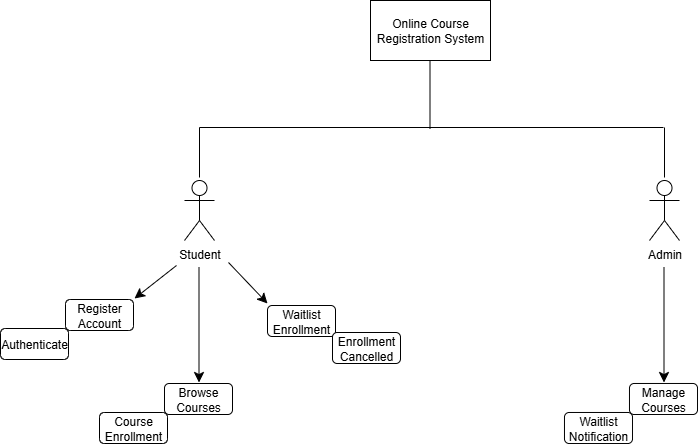 Online Course
Registration System
Student
Admin
Register
Account
Authenticate
Waitlist
Enrollment
Enrollment
Cancelled
Browse
Courses
Course
Enrollment
Manage
Courses
Waitlist
Notification